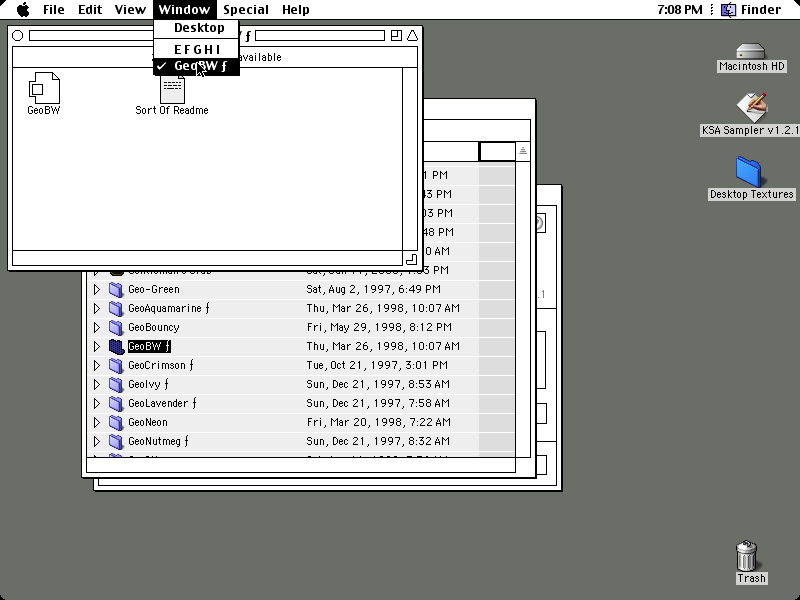 File Edit View Window Special Help 7:08 PM Finder
Desktop
E F G H I
✓ GeoBW ƒ
ƒ
available
GeoBW
Sort Of Readme
Macintosh HD
KSA Sampler v1.2.1
Desktop Textures
1 PM
43 PM
03 PM
48 PM
0 AM
Geo-Green Sat, Aug 2, 1997, 6:49 PM
GeoAquamarine ƒ Thu, Mar 26, 1998, 10:07 AM
GeoBouncy Fri, May 29, 1998, 8:12 PM
GeoBW ƒ Thu, Mar 26, 1998, 10:07 AM
GeoCrimson ƒ Tue, Oct 21, 1997, 3:01 PM
GeoIvy ƒ Sun, Dec 21, 1997, 8:53 AM
GeoLavender ƒ Sun, Dec 21, 1997, 7:58 AM
GeoNeon Fri, Mar 20, 1998, 7:22 AM
GeoNutmeg ƒ Sun, Dec 21, 1997, 8:32 AM
.1
Trash